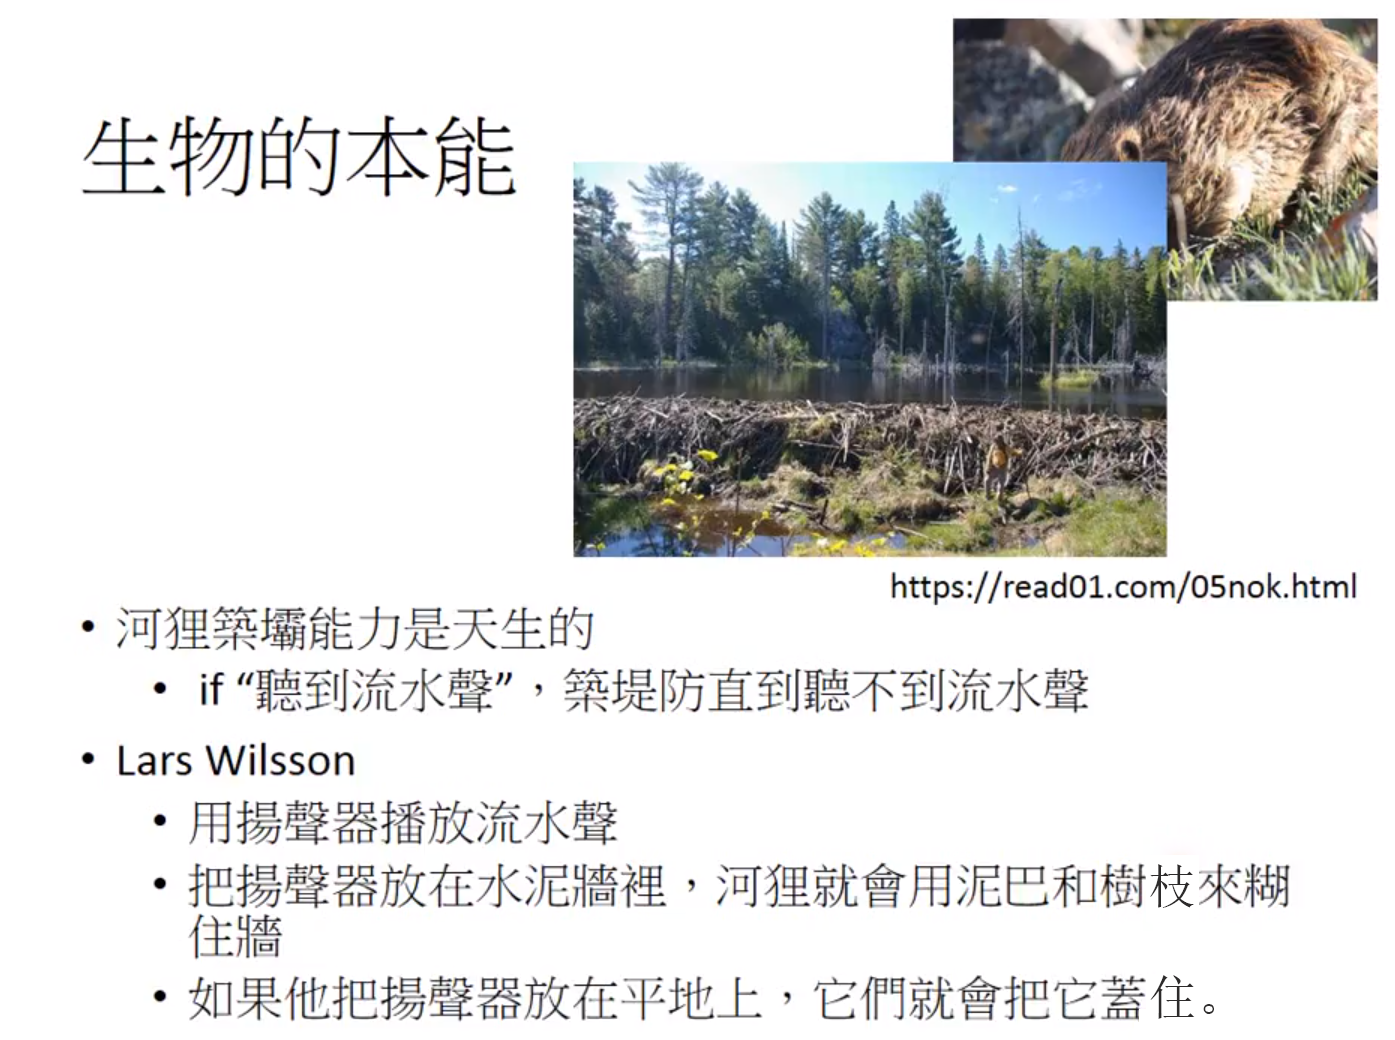 生物的本能
https://read01.com/05nok.html
• 河狸築壩能力是天生的
• if “聽到流水聲”，築堤防直到聽不到流水聲
• Lars Wilsson
• 用揚聲器播放流水聲
• 把揚聲器放在水泥牆裡，河狸就會用泥巴和樹枝來糊
住牆
• 如果他把揚聲器放在平地上，它們就會把它蓋住。